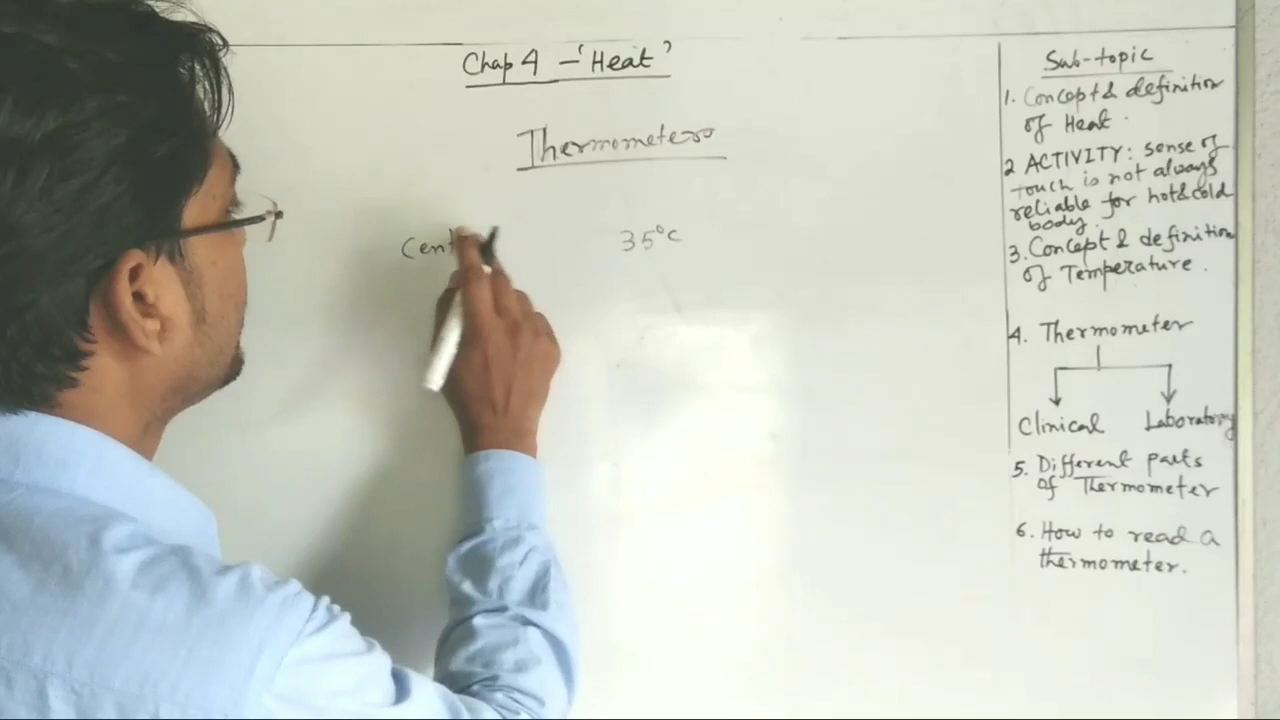 Chap 4 - 'Heat'
Thermometers
Cent 35°C
Sub-topic
1. Concept & definition
of Heat.
2 ACTIVITY: sense of
touch is not always
reliable for hot & cold
body.
3. Concept & definition
of Temperature.
4. Thermometer
Clinical Laboratory
5. Different parts
of Thermometer
6. How to read a
thermometer.